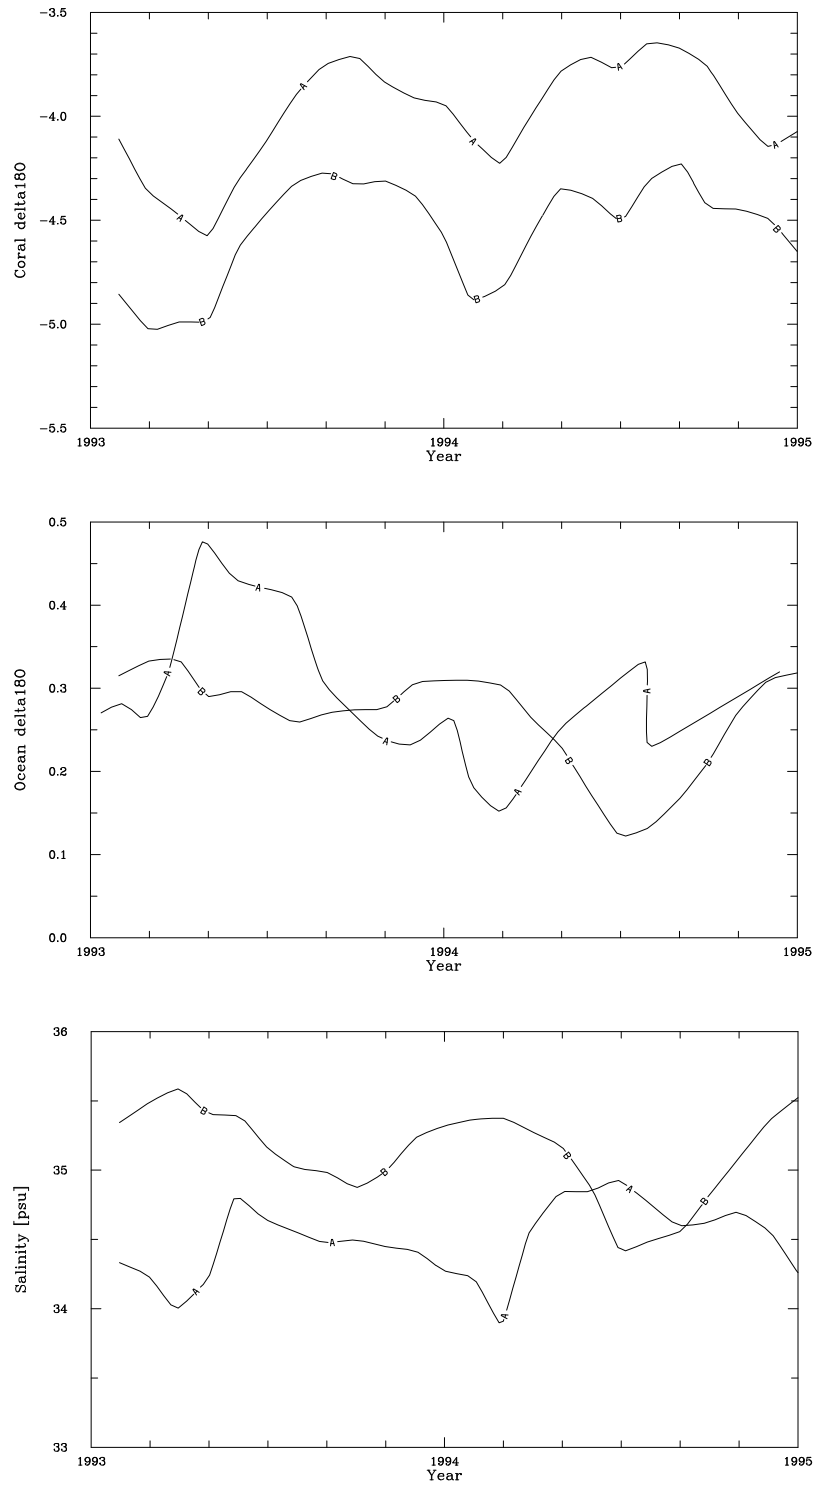 -3.5
-4.0
-4.5
-5.0
-5.5
Coral delta180
A
A
A
A
A
B
B
B
B
B
1993
1994
1995
Year
0.5
0.4
0.3
0.2
0.1
0.0
Ocean delta180
A
A
A
A
A
B
B
B
B
1993
1994
1995
Year
36
35
34
33
Salinity [psu]
B
B
B
B
A
A
A
A
1993
1994
1995
Year